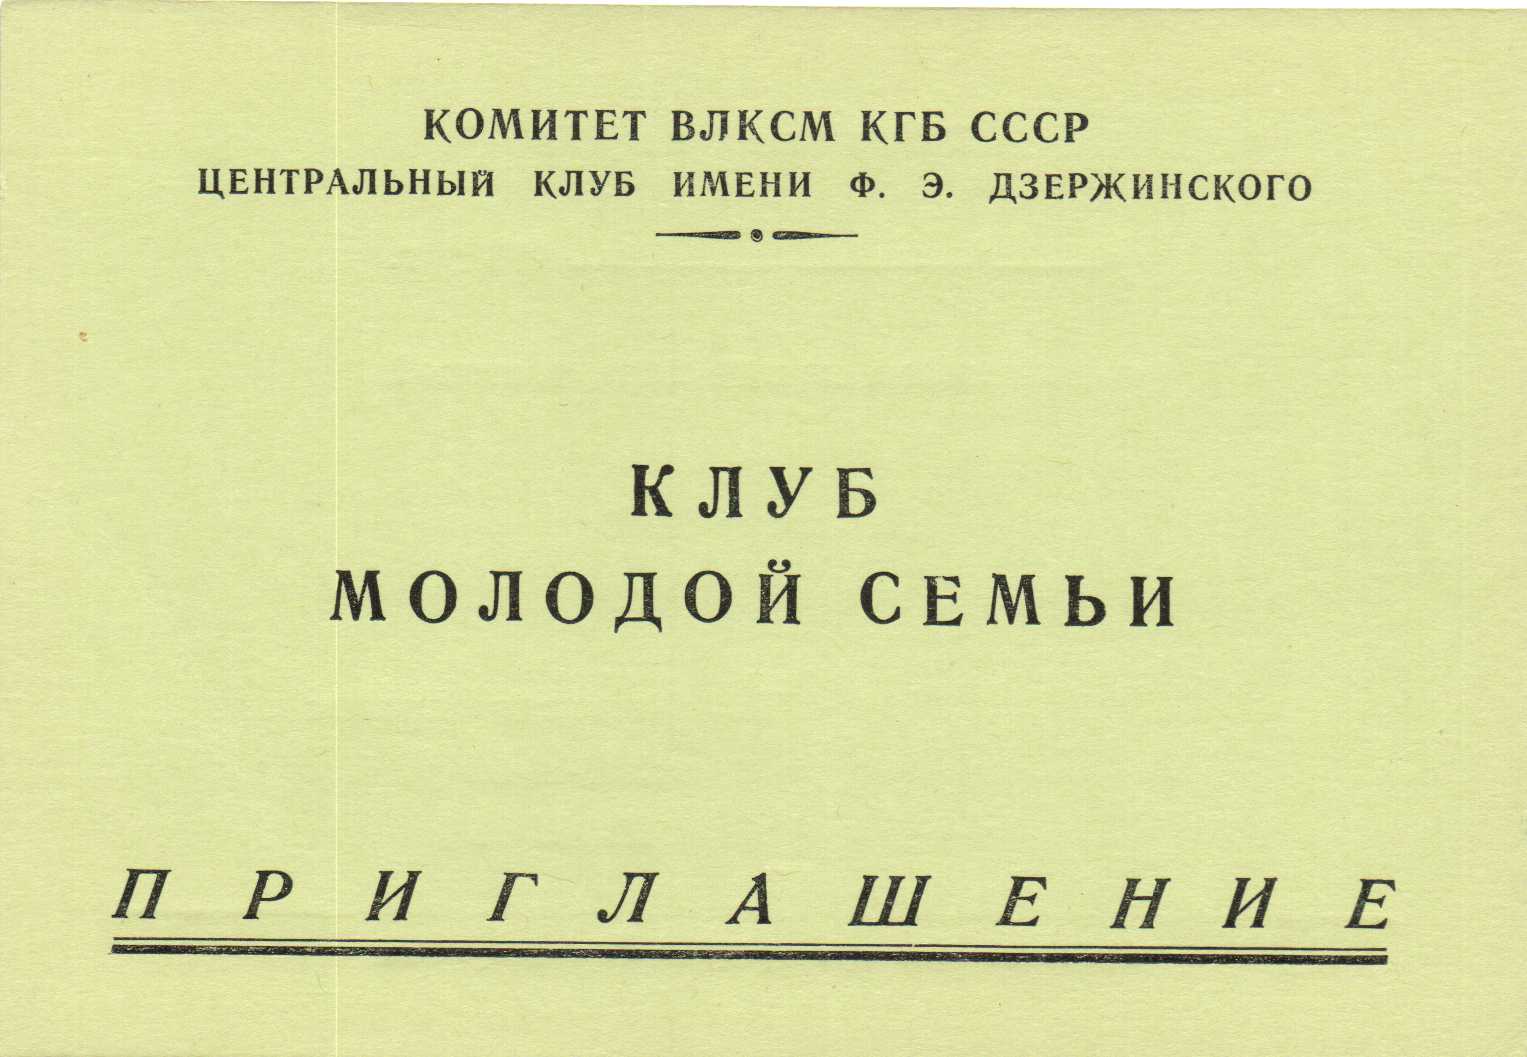 КОМИТЕТ ВЛКСМ КГБ СССР
ЦЕНТРАЛЬНЫЙ КЛУБ ИМЕНИ Ф. Э. ДЗЕРЖИНСКОГО
КЛУБ
МОЛОДОЙ СЕМЬИ
ПРИГЛАШЕНИЕ